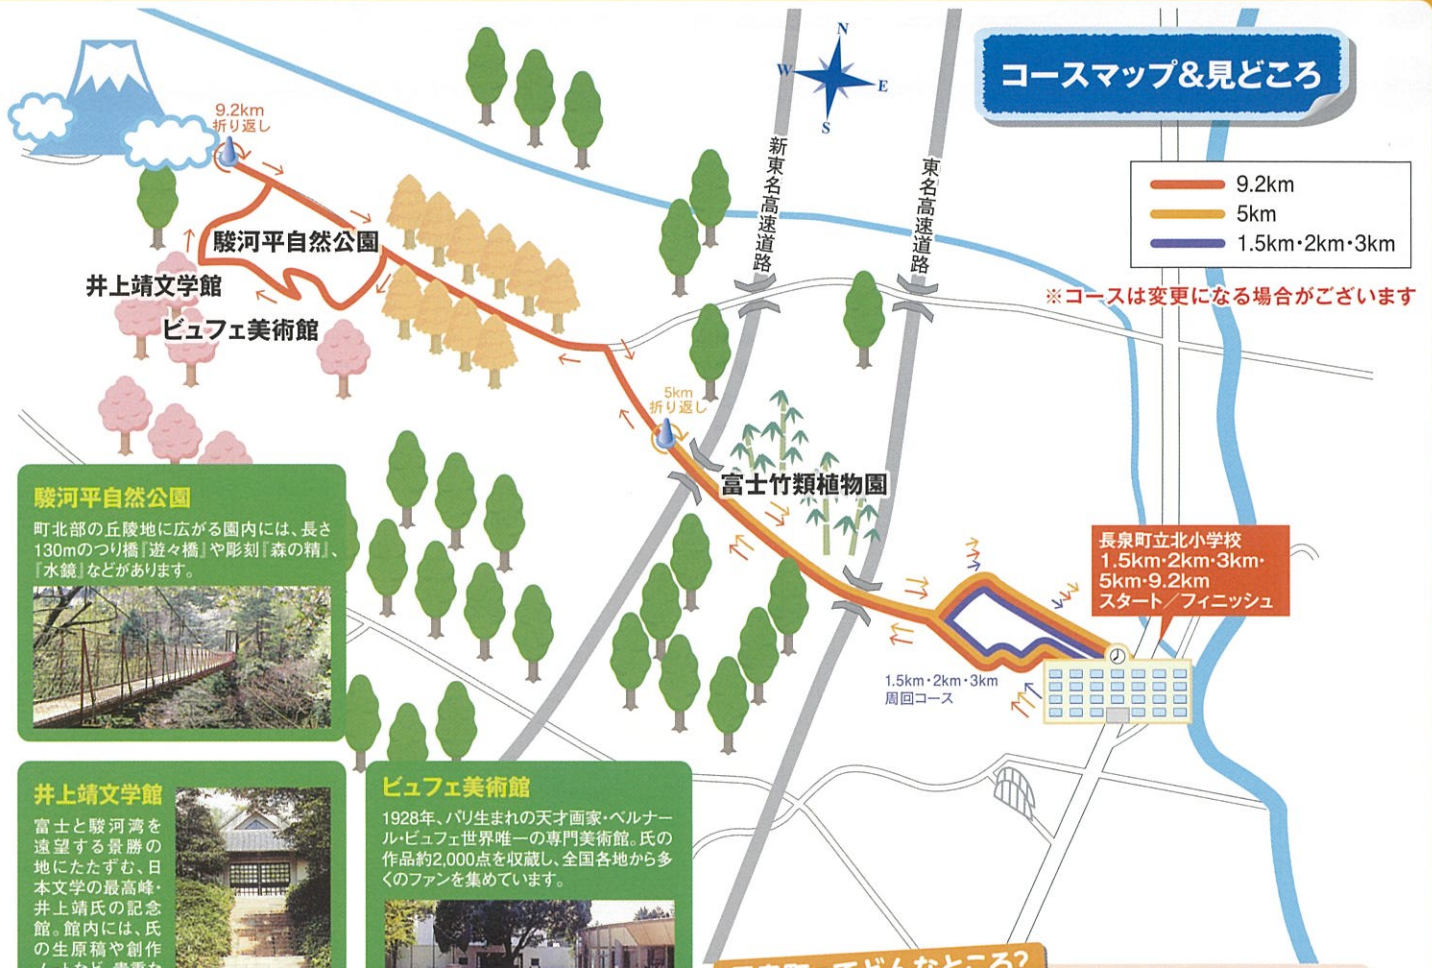 コースマップ&見どころ
N
W
E
S
9.2km
折り返し
9.2km
5km
1.5km・2km・3km
※コースは変更になる場合がございます
新東名高速道路
東名高速道路
駿河平自然公園
井上靖文学館
ビュフェ美術館
5km
折り返し
富士竹類植物園
長泉町立北小学校
1.5km・2km・3km・
5km・9.2km
スタート/フィニッシュ
1.5km・2km・3km
周回コース
駿河平自然公園
町北部の丘陵地に広がる園内には、長さ
130mのつり橋『遊々橋』や彫刻『森の精』、
『水鏡』などがあります。
井上靖文学館
富士と駿河湾を
遠望する景勝の
地にたたずむ、日
本文学の最高峰・
井上靖氏の記念
館。館内には、氏
の生原稿や創作
ビュフェ美術館
1928年、パリ生まれの天才画家・ベルナー
ル・ビュフェ世界唯一の専門美術館。氏の
作品約2,000点を収蔵し、全国各地から多
くのファンを集めています。
てどんなところ?